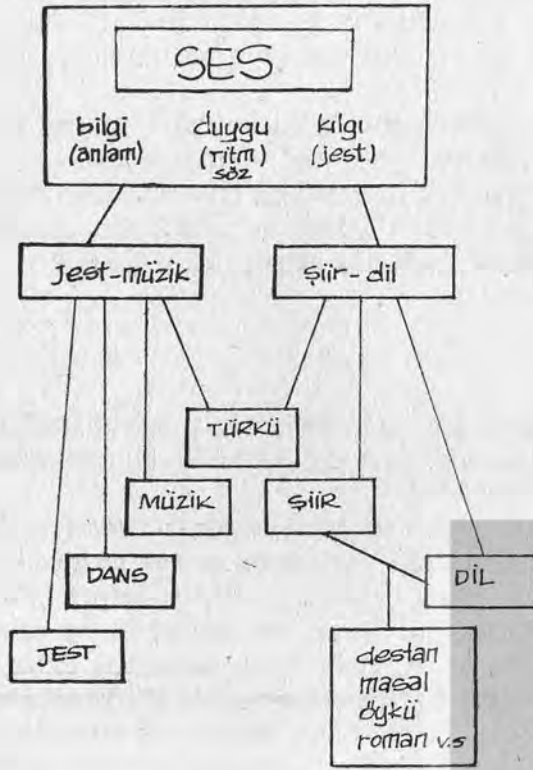 SES
bilgi duygu kılgı
(anlam) (ritm) (jest)
söz
jest-müzik şiir-dil
TÜRKÜ
MÜZİK ŞİİR
DANS DİL
JEST
destan
masal
öykü
roman v.s